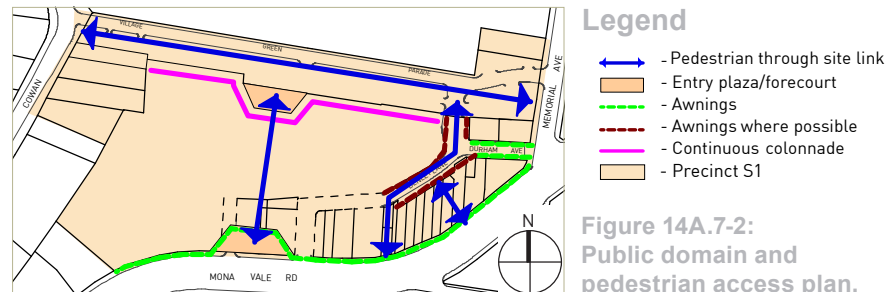 VILLAGE
GREEN
PARADE
COWAN
MEMORIAL AVE
DURHAM AVE
N
MONA VALE RD
Legend
- Pedestrian through site link
- Entry plaza/forecourt
- Awnings
- Awnings where possible
- Continuous colonnade
- Precinct S1
Figure 14A.7-2:
Public domain and
pedestrian access plan.